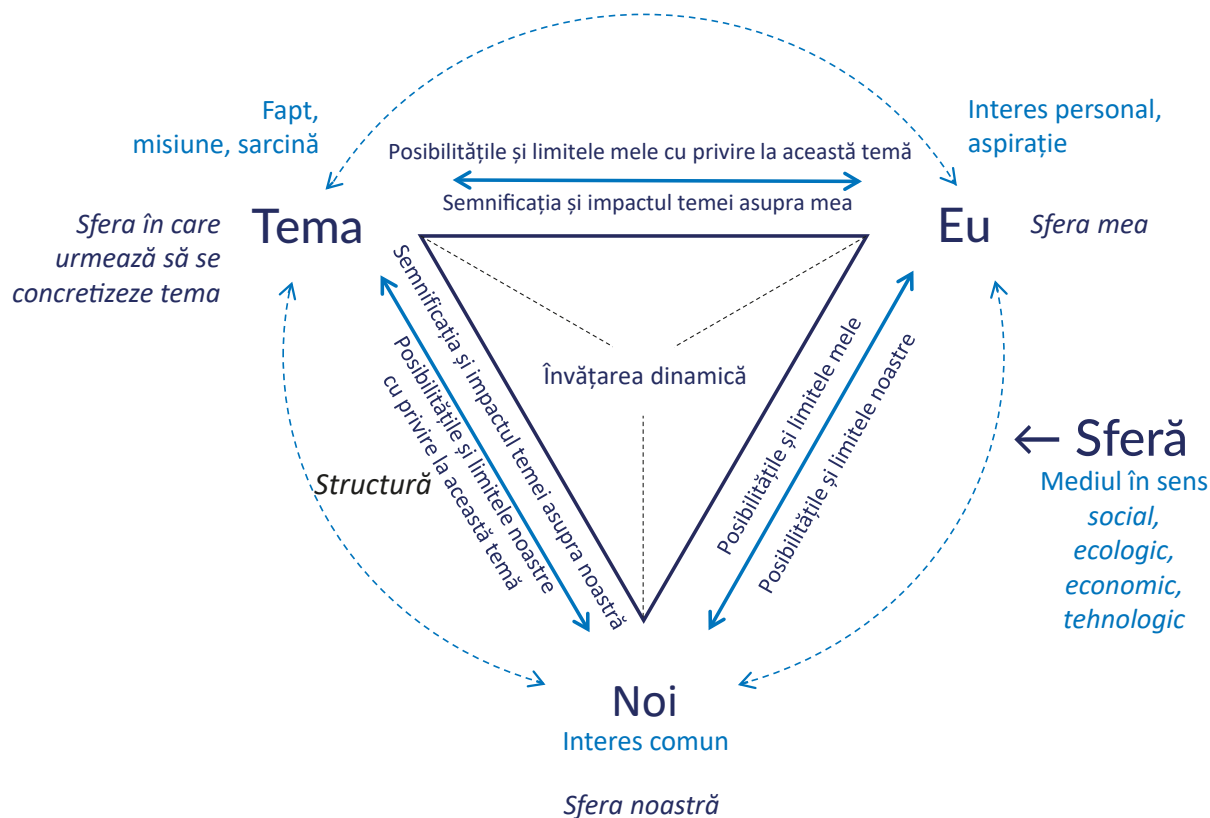 Fapt,
misiune, sarcină
Interes personal,
aspirație
Posibilitățile și limitele mele cu privire la această temă
Semnificația și impactul temei asupra mea
Tema
Eu
Sfera mea
Sfera în care
urmează să se
concretizeze tema
Semnificația și impactul temei asupra noastră
Posibilitățile și limitele noastre
cu privire la această temă
Învățarea dinamică
Posibilitățile și limitele mele
Posibilitățile și limitele noastre
Structură
← Sferă
Mediul în sens
social,
ecologic,
economic,
tehnologic
Noi
Interes comun
Sfera noastră